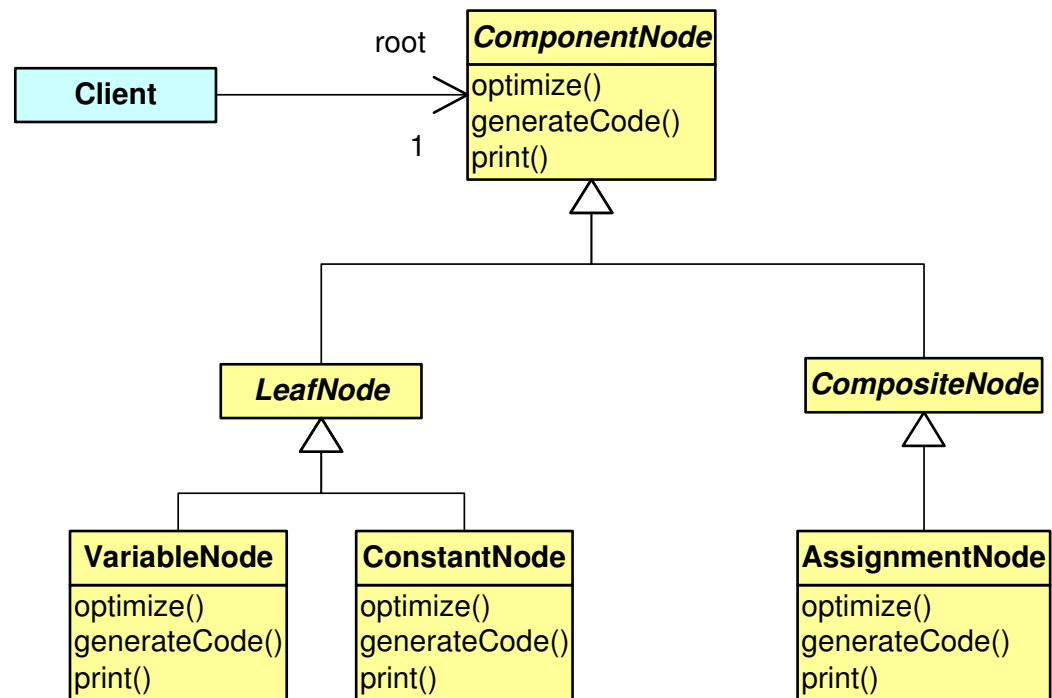 root
ComponentNode
Client
optimize()
generateCode()
1
print()
LeafNode
CompositeNode
VariableNode
optimize()
generateCode()
print()
ConstantNode
optimize()
generateCode()
print()
AssignmentNode
optimize()
generateCode()
print()